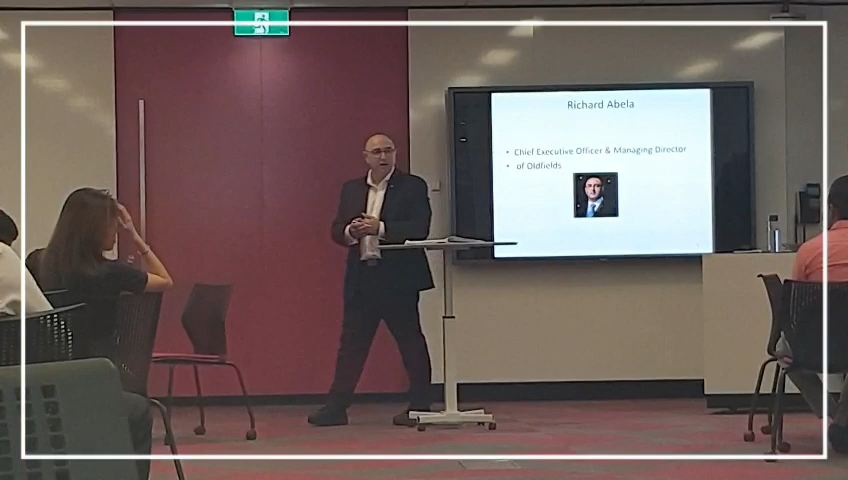 Richard Abela
• Chief Executive Officer & Managing Director
• of Oldfields